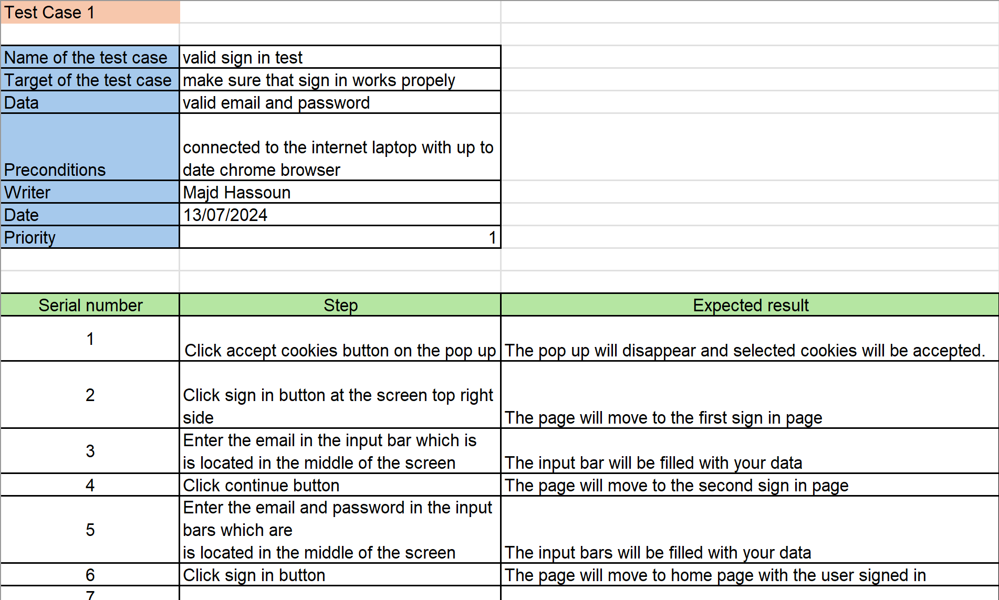 Test Case 1
Name of the test case valid sign in test
Target of the test case make sure that sign in works propely
Data valid email and password
Preconditions connected to the internet laptop with up to
date chrome browser
Writer Majd Hassoun
Date 13/07/2024
Priority 1
Serial number Step Expected result
1 Click accept cookies button on the pop up The pop up will disappear and selected cookies will be accepted.
2 Click sign in button at the screen top right
side The page will move to the first sign in page
3 Enter the email in the input bar which is
is located in the middle of the screen The input bar will be filled with your data
4 Click continue button The page will move to the second sign in page
5 Enter the email and password in the input
bars which are
is located in the middle of the screen The input bars will be filled with your data
6 Click sign in button The page will move to home page with the user signed in
7